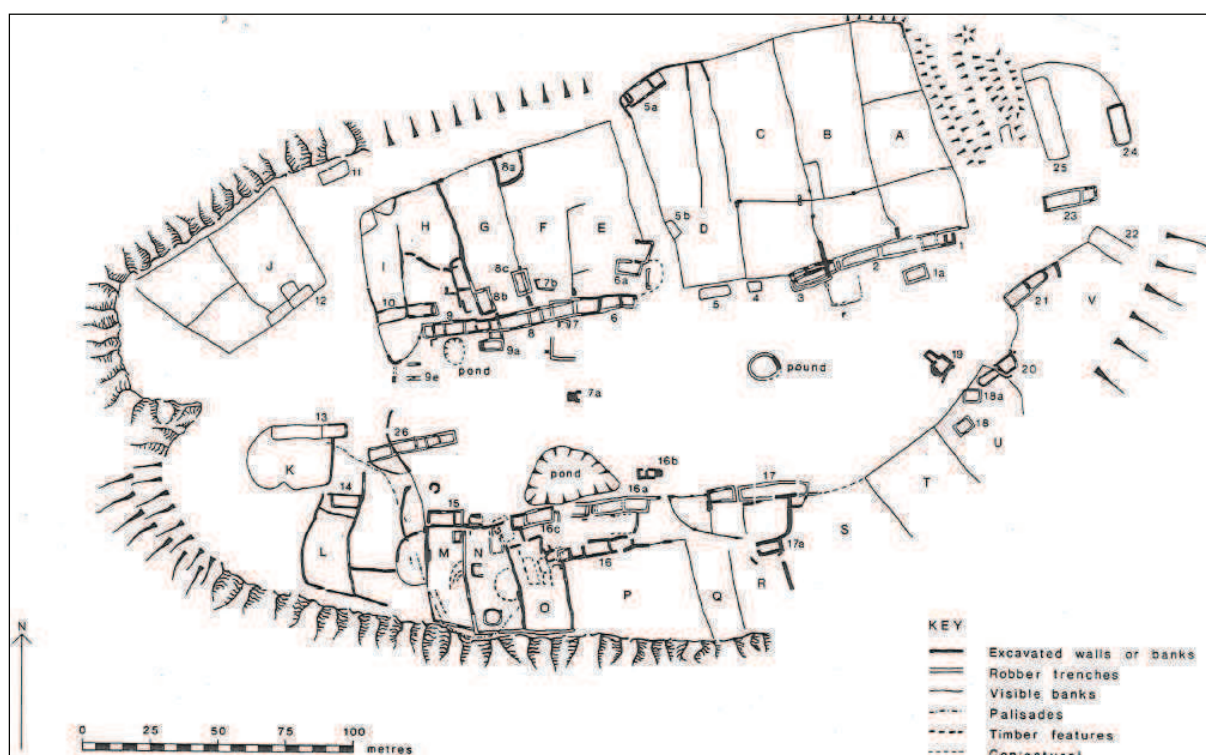 5a
C
B
A
24
25
11
8a
23
H
G
F
E
D
5b
22
J
I
8c
7b
6a
1
2
1a
12
10
9
8b
8
7
6
5
4
3
21
V
pond
9a
9e
pound
19
20
7a
18a
13
26
18
U
K
pond
16b
16a
17
T
14
15
16c
S
L
M
N
16
17a
R
O
P
Q
N
KEY
Excavated walls or banks
Robber trenches
Visible banks
Palisades
Timber features
0 25 50 75 100
metres